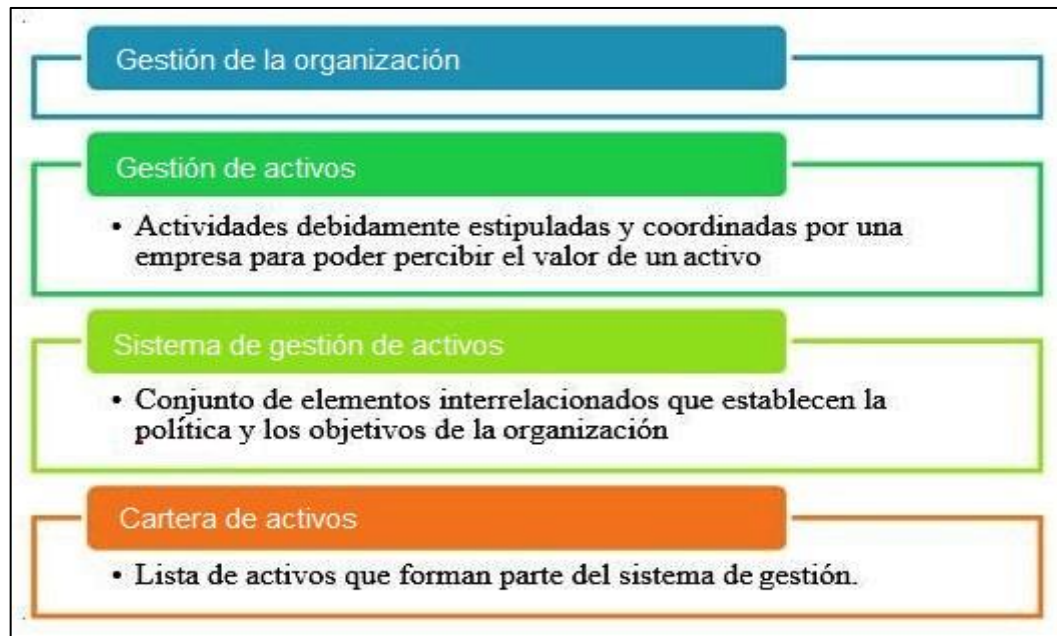 Gestión de la organización
Gestión de activos
• Actividades debidamente estipuladas y coordinadas por una
empresa para poder percibir el valor de un activo
Sistema de gestión de activos
• Conjunto de elementos interrelacionados que establecen la
política y los objetivos de la organización
Cartera de activos
• Lista de activos que forman parte del sistema de gestión.